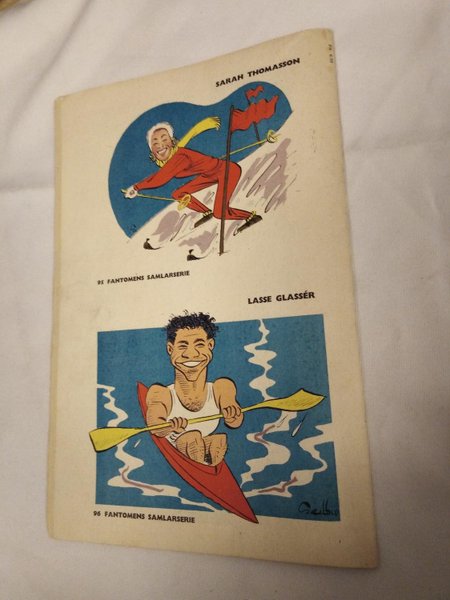 SARAH THOMASSON
95 FANTOMENS SAMLARSERIE
LASSE GLASSÉR
96 FANTOMENS SAMLARSERIE